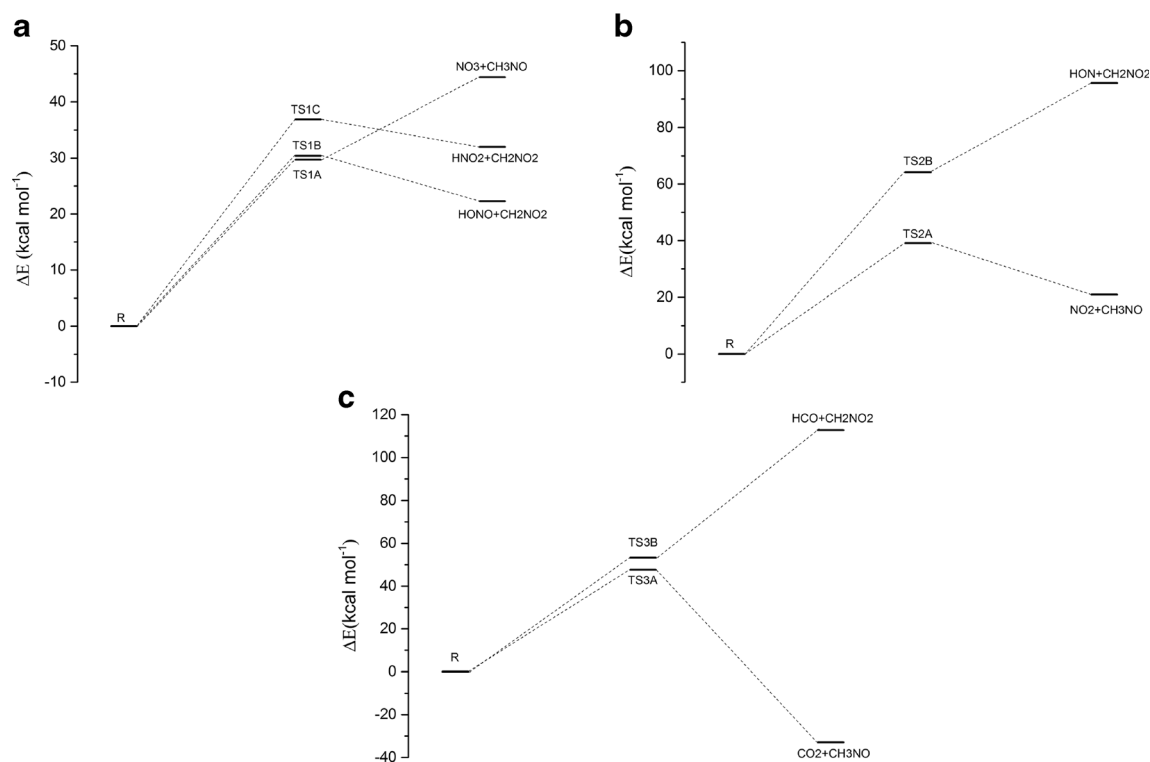 a
ΔE (kcal mol-1)
50
40
30
20
10
0
-10
R
TS1C
TS1B
TS1A
NO3+CH3NO
HNO2+CH2NO2
HONO+CH2NO2
b
ΔE(kcal mol-1)
100
80
60
40
20
0
R
TS2B
TS2A
HON+CH2NO2
NO2+CH3NO
c
ΔE(kcal mol-1)
120
100
80
60
40
20
0
-20
-40
R
TS3B
TS3A
HCO+CH2NO2
CO2+CH3NO